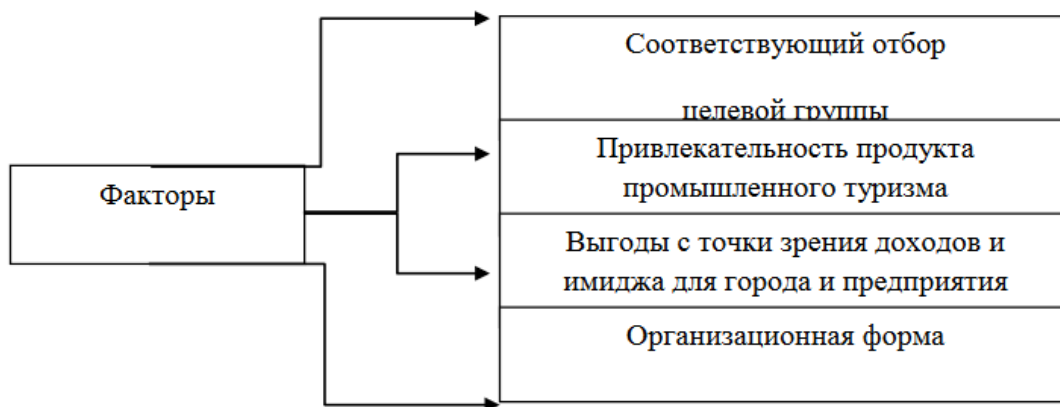 Факторы
Соответствующий отбор
целевой группы
Привлекательность продукта
промышленного туризма
Выгоды с точки зрения доходов и
имиджа для города и предприятия
Организационная форма